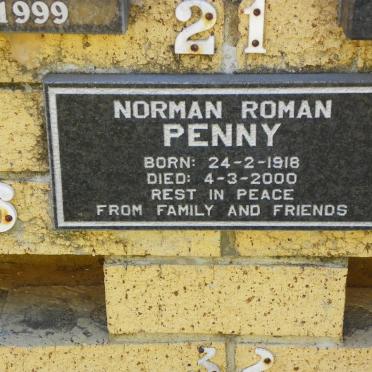 1999
21
NORMAN ROMAN
PENNY
BORN: 24-2-1918
DIED: 4-3-2000
REST IN PEACE
FROM FAMILY AND FRIENDS